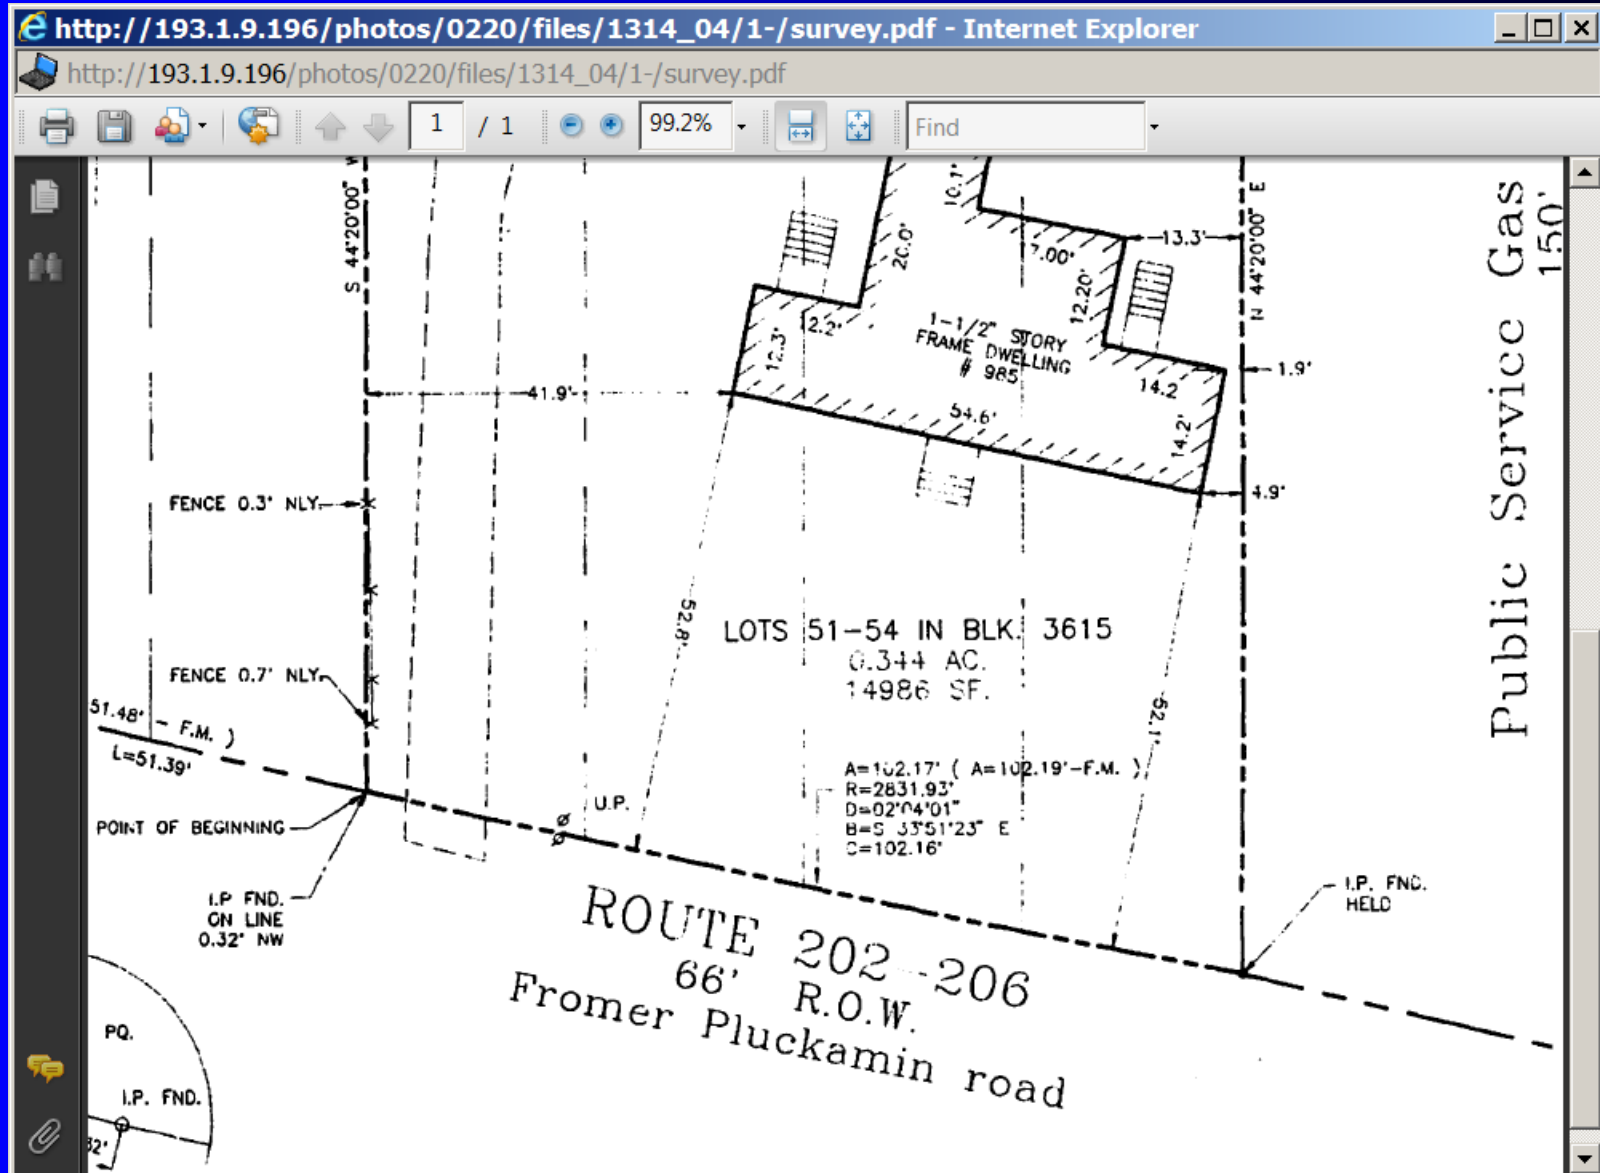 http://193.1.9.196/photos/0220/files/1314_04/1-/survey.pdf - Internet Explorer
http://193.1.9.196/photos/0220/files/1314_04/1-/survey.pdf
1 / 1
99.2%
Find
S 44°20'00" W
10.1'
20.0'
7.00'
13.3'
N 44°20'00" E
12.20'
12.2'
12.3'
1-1/2" STORY
FRAME DWELLING
# 985
14.2
1.9'
41.9'
54.6'
14.2'
4.9'
Public Service Gas
150'
FENCE 0.3' NLY.
52.8'
LOTS 51-54 IN BLK. 3615
0.344 AC.
14986 SF.
FENCE 0.7' NLY.
52.1'
51.48' - F.M. )
L=51.39'
A=102.17' ( A=102.19'-F.M. )
R=2831.93'
D=02°04'01"
B=S 33°51'23" E
C=102.16'
U.P.
POINT OF BEGINNING
I.P FND.
ON LINE
0.32' NW
I.P. FND.
HELD
ROUTE 202-206
66' R.O.W.
Fromer Pluckamin road
PQ.
I.P. FND.
32'